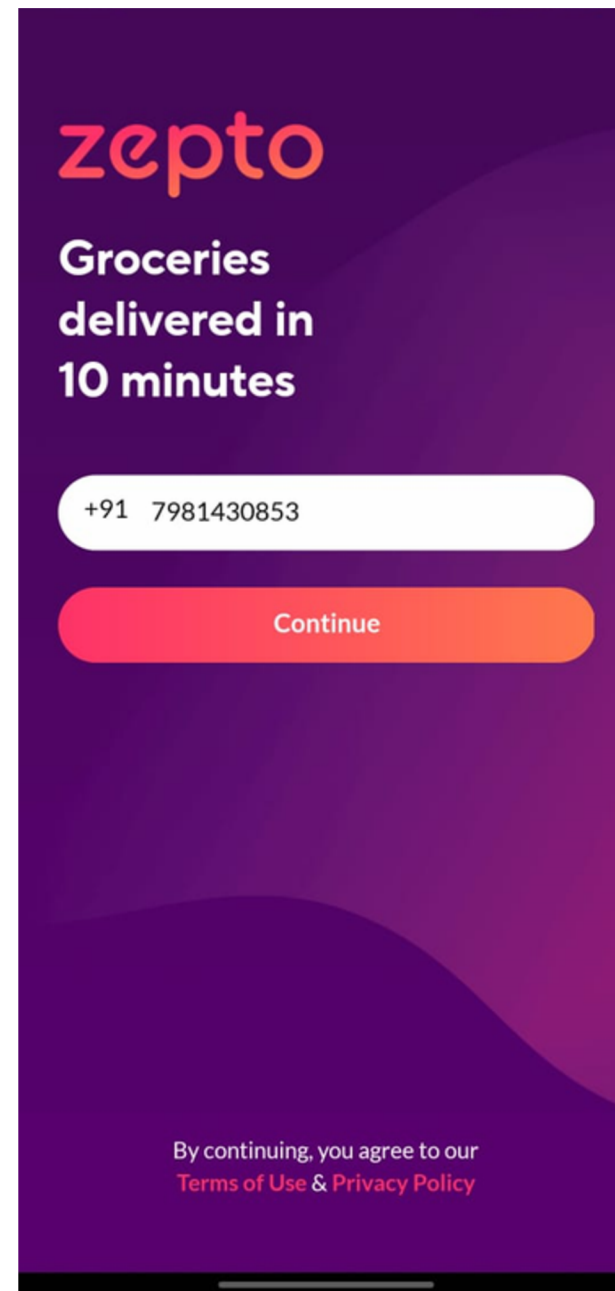 zepto
Groceries
delivered in
10 minutes
+91 7981430853
Continue
By continuing, you agree to our
Terms of Use & Privacy Policy